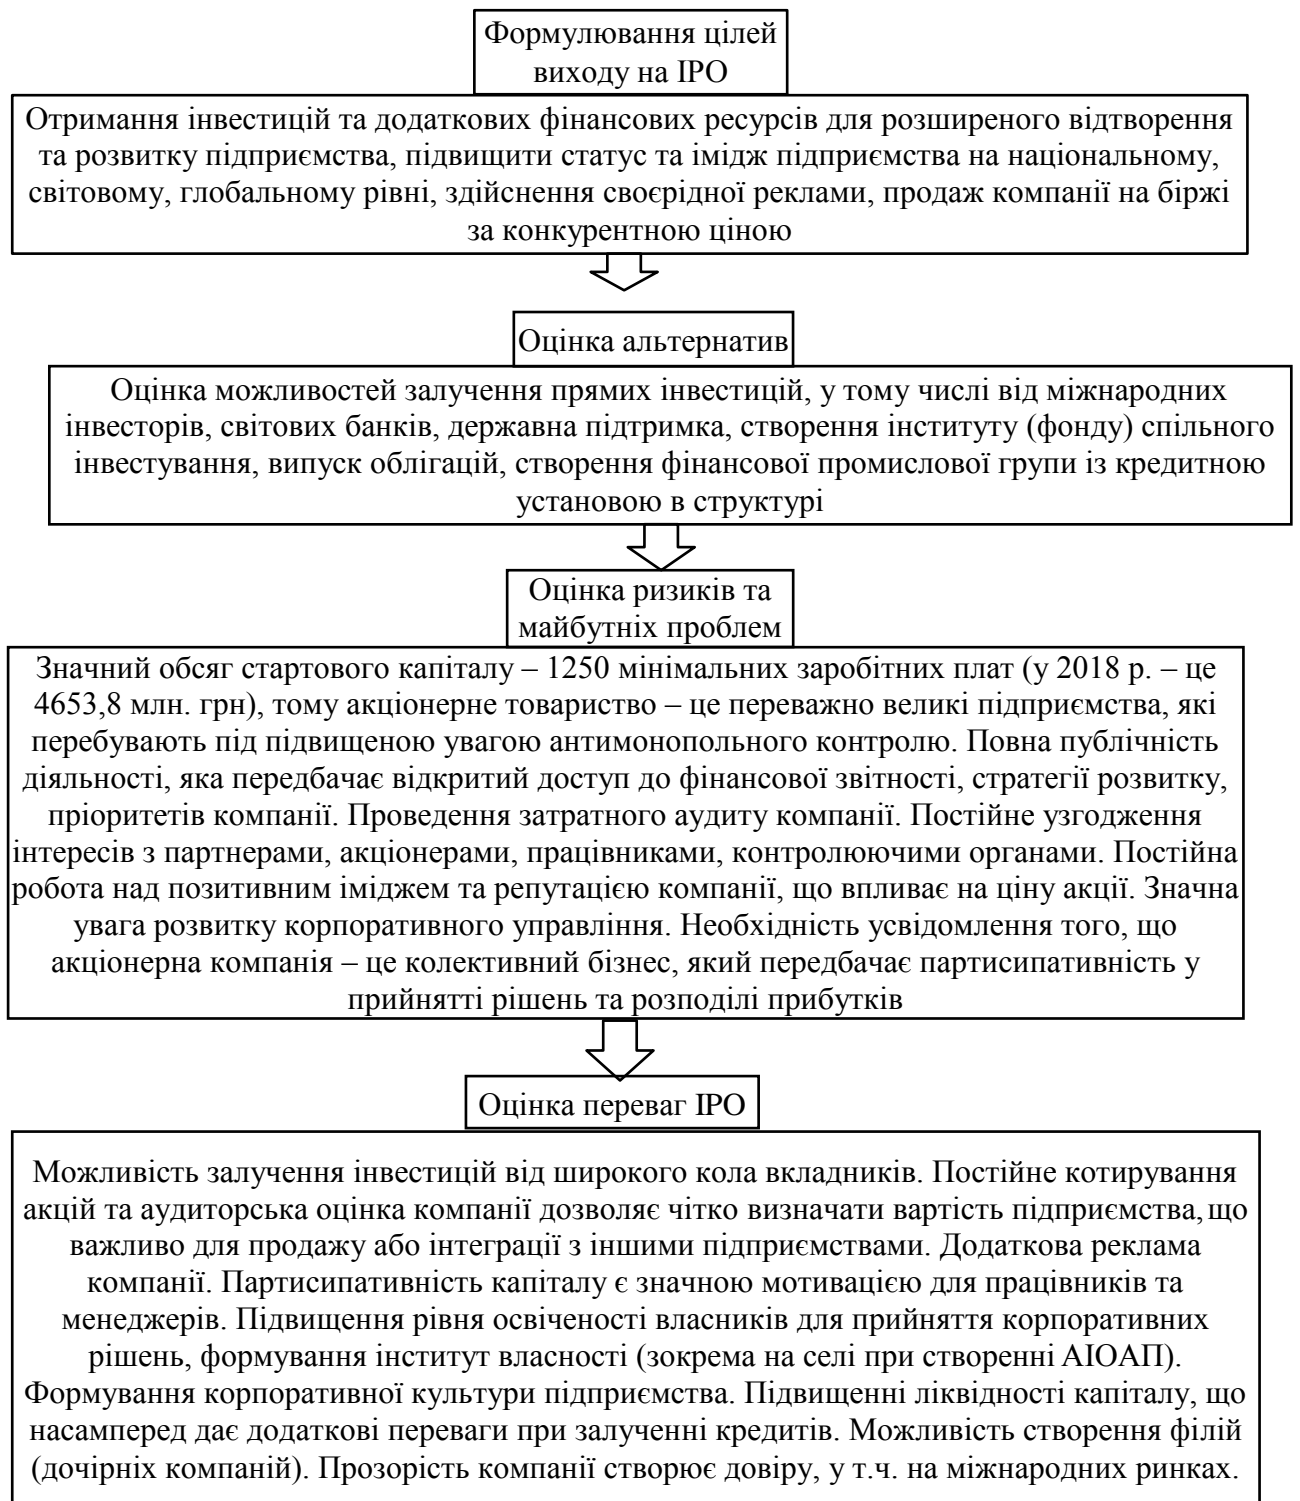 Формулювання цілей
виходу на IPO
Отримання інвестицій та додаткових фінансових ресурсів для розширеного відтворення
та розвитку підприємства, підвищити статус та імідж підприємства на національному,
світовому, глобальному рівні, здійснення своєрідної реклами, продаж компанії на біржі
за конкурентною ціною
Оцінка альтернатив
Оцінка можливостей залучення прямих інвестицій, у тому числі від міжнародних
інвесторів, світових банків, державна підтримка, створення інституту (фонду) спільного
інвестування, випуск облігацій, створення фінансової промислової групи із кредитною
установою в структурі
Оцінка ризиків та
майбутніх проблем
Значний обсяг стартового капіталу – 1250 мінімальних заробітних плат (у 2018 р. – це
4653,8 млн. грн), тому акціонерне товариство – це переважно великі підприємства, які
перебувають під підвищеною увагою антимонопольного контролю. Повна публічність
діяльності, яка передбачає відкритий доступ до фінансової звітності, стратегії розвитку,
пріоритетів компанії. Проведення затратного аудиту компанії. Постійне узгодження
інтересів з партнерами, акціонерами, працівниками, контролюючими органами. Постійна
робота над позитивним іміджем та репутацією компанії, що впливає на ціну акції. Значна
увага розвитку корпоративного управління. Необхідність усвідомлення того, що
акціонерна компанія – це колективний бізнес, який передбачає партисипативність у
прийнятті рішень та розподілі прибутків
Оцінка переваг IPO
Можливість залучення інвестицій від широкого кола вкладників. Постійне котирування
акцій та аудиторська оцінка компанії дозволяє чітко визначати вартість підприємства, що
важливо для продажу або інтеграції з іншими підприємствами. Додаткова реклама
компанії. Партисипативність капіталу є значною мотивацією для працівників та
менеджерів. Підвищення рівня освіченості власників для прийняття корпоративних
рішень, формування інститут власності (зокрема на селі при створенні АІОАП).
Формування корпоративної культури підприємства. Підвищенні ліквідності капіталу, що
насамперед дає додаткові переваги при залученні кредитів. Можливість створення філій
(дочірніх компаній). Прозорість компанії створює довіру, у т.ч. на міжнародних ринках.